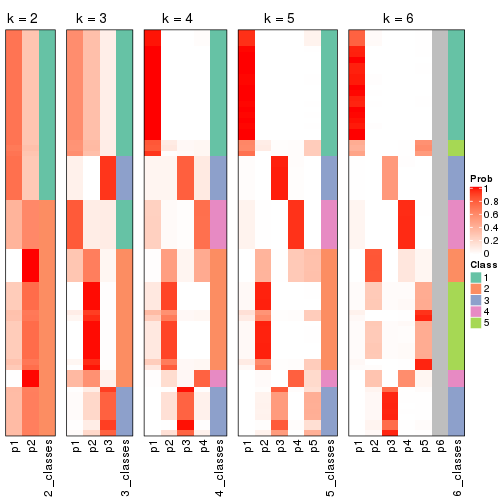 k = 2 k = 3 k = 4 k = 5 k = 6
Prob
1
0.8
0.6
0.4
0.2
0
Class
1
2
3
4
5
p1 p2 2_classes p1 p2 p3 3_classes p1 p2 p3 p4 4_classes p1 p2 p3 p4 p5 5_classes p1 p2 p3 p4 p5 p6 6_classes